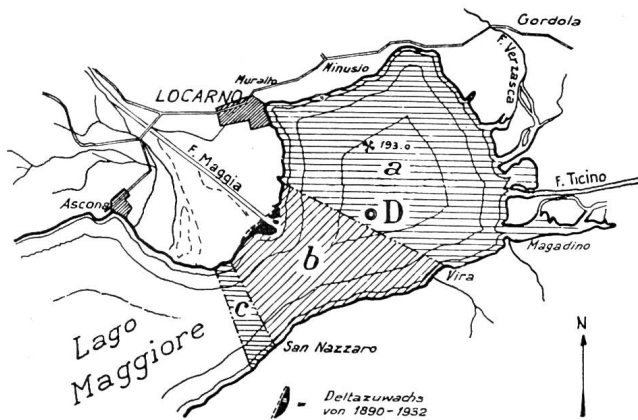 Gordola
F. Verzasca
Minusio
Muralto
LOCARNO
193.0
a
F. Maggia
F. Ticino
Ascona
D
Magadino
b
Vira
c
Lago
Maggiore
San Nazzaro
N
Deltazuwachs
von 1890-1932